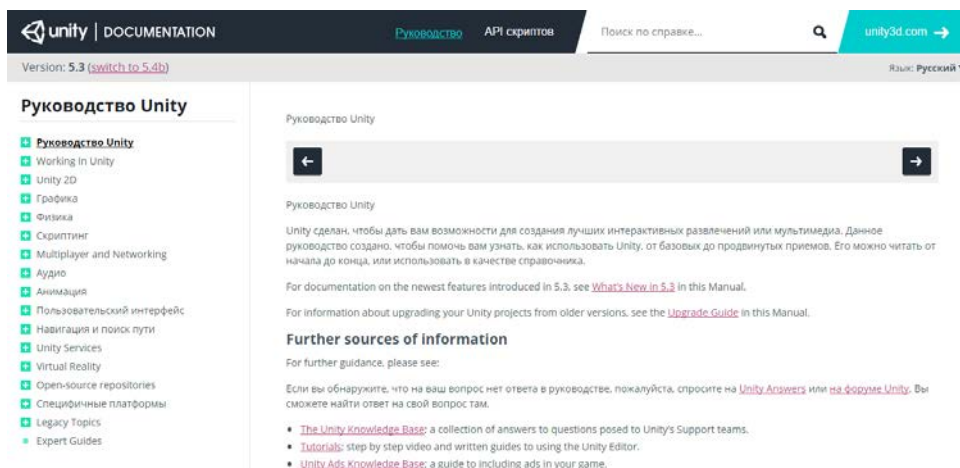 unity | DOCUMENTATION
Руководство
API скриптов
Поиск по справке...
unity3d.com
Version: 5.3 (switch to 5.4b)
Язык: Русский
Руководство Unity
Руководство Unity
Working in Unity
Unity 2D
Графика
Физика
Скриптинг
Multiplayer and Networking
Аудио
Анимация
Пользовательский интерфейс
Навигация и поиск пути
Unity Services
Virtual Reality
Open-source repositories
Специфичные платформы
Legacy Topics
Expert Guides
Руководство Unity
Руководство Unity
Unity сделан, чтобы дать вам возможности для создания лучших интерактивных развлечений или мультимедиа. Данное
руководство создано, чтобы помочь вам узнать, как использовать Unity, от базовых до продвинутых приемов. Его можно читать от
начала до конца, или использовать в качестве справочника.
For documentation on the newest features introduced in 5.3, see What's New in 5.3 in this Manual.
For information about upgrading your Unity projects from older versions, see the Upgrade Guide in this Manual.
Further sources of information
For further guidance, please see:
Если вы обнаружите, что на ваш вопрос нет ответа в руководстве, пожалуйста, спросите на Unity Answers или на форуме Unity. Вы
сможете найти ответ на свой вопрос там.
The Unity Knowledge Base: a collection of answers to questions posed to Unity's Support teams.
Tutorials: step by step video and written guides to using the Unity Editor.
Unity Ads Knowledge Base: a guide to including ads in your game.